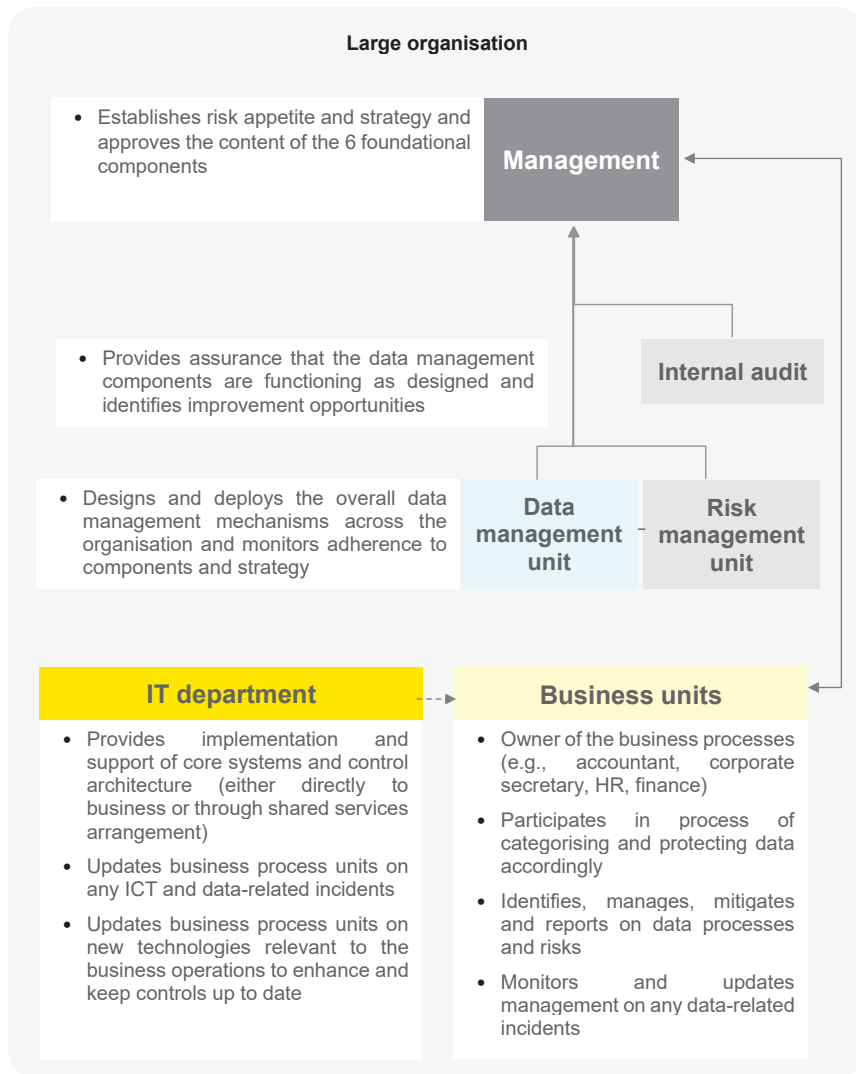 Large organisation
• Establishes risk appetite and strategy and
approves the content of the 6 foundational
components
Management
• Provides assurance that the data management
components are functioning as designed and
identifies improvement opportunities
Internal audit
• Designs and deploys the overall data
management mechanisms across the
organisation and monitors adherence to
components and strategy
Data
management
unit
Risk
management
unit
IT department
• Provides implementation and
support of core systems and control
architecture (either directly to
business or through shared services
arrangement)
• Updates business process units on
any ICT and data-related incidents
• Updates business process units on
new technologies relevant to the
business operations to enhance and
keep controls up to date
Business units
• Owner of the business processes
(e.g., accountant, corporate
secretary, HR, finance)
• Participates in process of
categorising and protecting data
accordingly
• Identifies, manages, mitigates
and reports on data processes
and risks
• Monitors and updates
management on any data-related
incidents